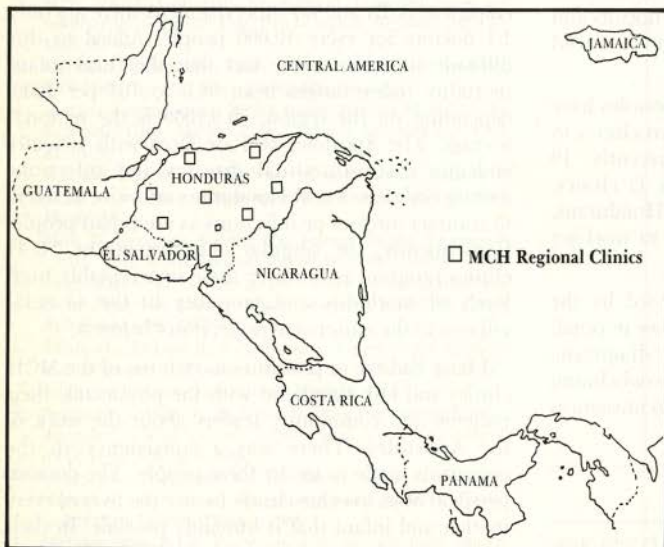 JAMAICA
CENTRAL AMERICA
GUATEMALA
HONDURAS
EL SALVADOR
NICARAGUA
MCH Regional Clinics
COSTA RICA
PANAMA